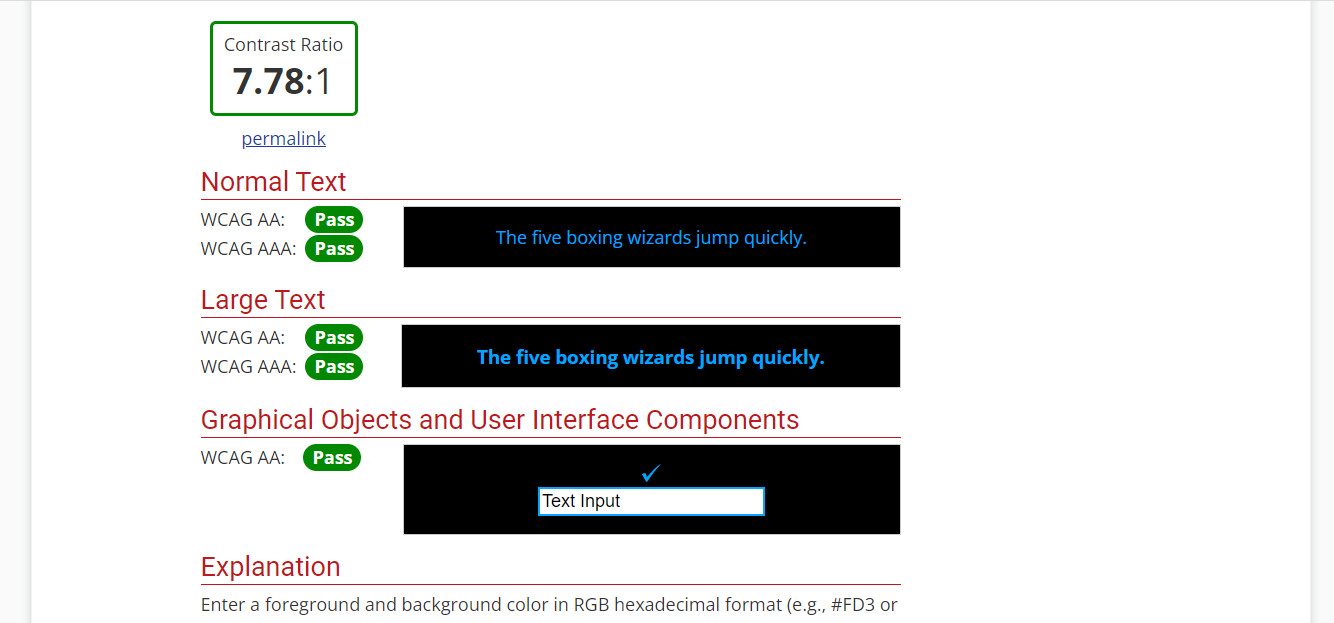 Contrast Ratio
7.78:1
permalink
Normal Text
WCAG AA: Pass
WCAG AAA: Pass
The five boxing wizards jump quickly.
Large Text
WCAG AA: Pass
WCAG AAA: Pass
The five boxing wizards jump quickly.
Graphical Objects and User Interface Components
WCAG AA: Pass
Text Input
Explanation
Enter a foreground and background color in RGB hexadecimal format (e.g., #FD3 or